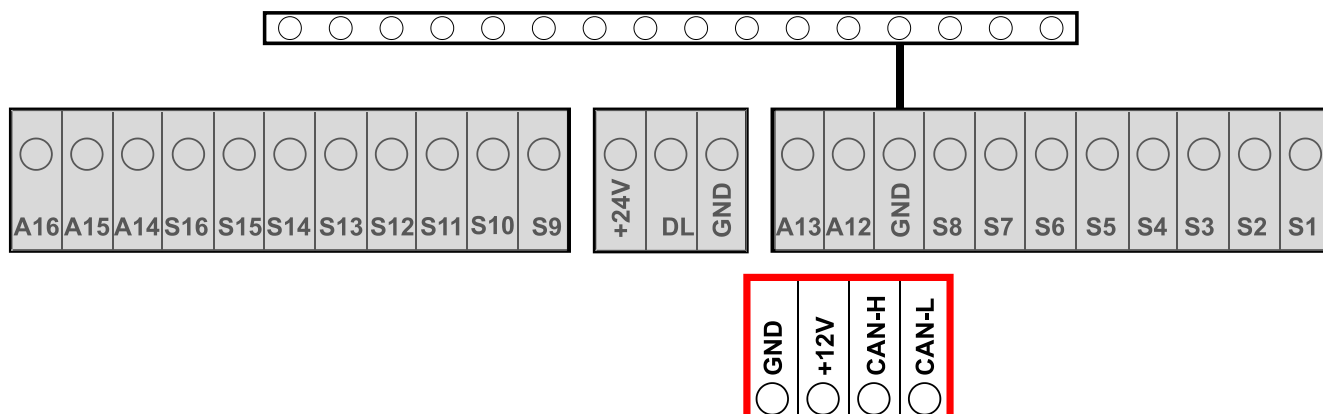 A16 A15 A14 S16 S15 S14 S13 S12 S11 S10 S9 +24V DL GND A13 A12 GND S8 S7 S6 S5 S4 S3 S2 S1
GND +12V CAN-H CAN-L